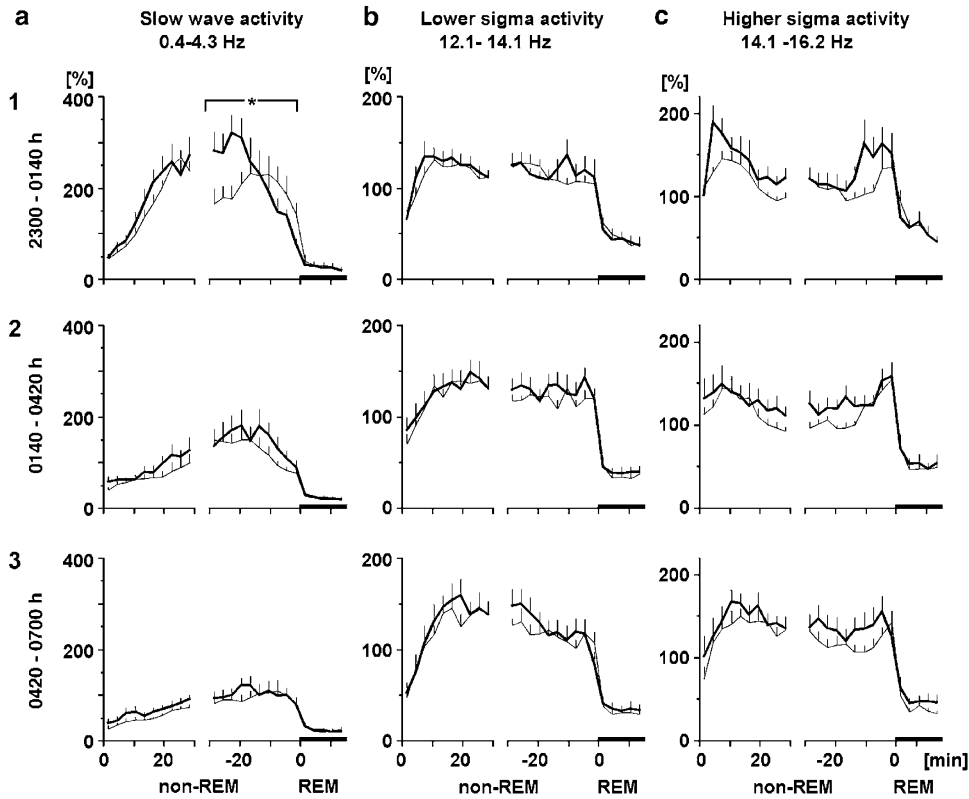 a Slow wave activity b Lower sigma activity c Higher sigma activity
0.4-4.3 Hz 12.1- 14.1 Hz 14.1 -16.2 Hz
[%] [%] [%]
1
2300 - 0140 h
400 200 200
*
200 100 100
0 0 0
2
0140 - 0420 h
400 200 200
200 100 100
0 0 0
3
0420 - 0700 h
400 200 200
200 100 100
0 0 0
0 20 -20 0 0 20 -20 0 0 20 -20 0 [min]
non-REM REM non-REM REM non-REM REM